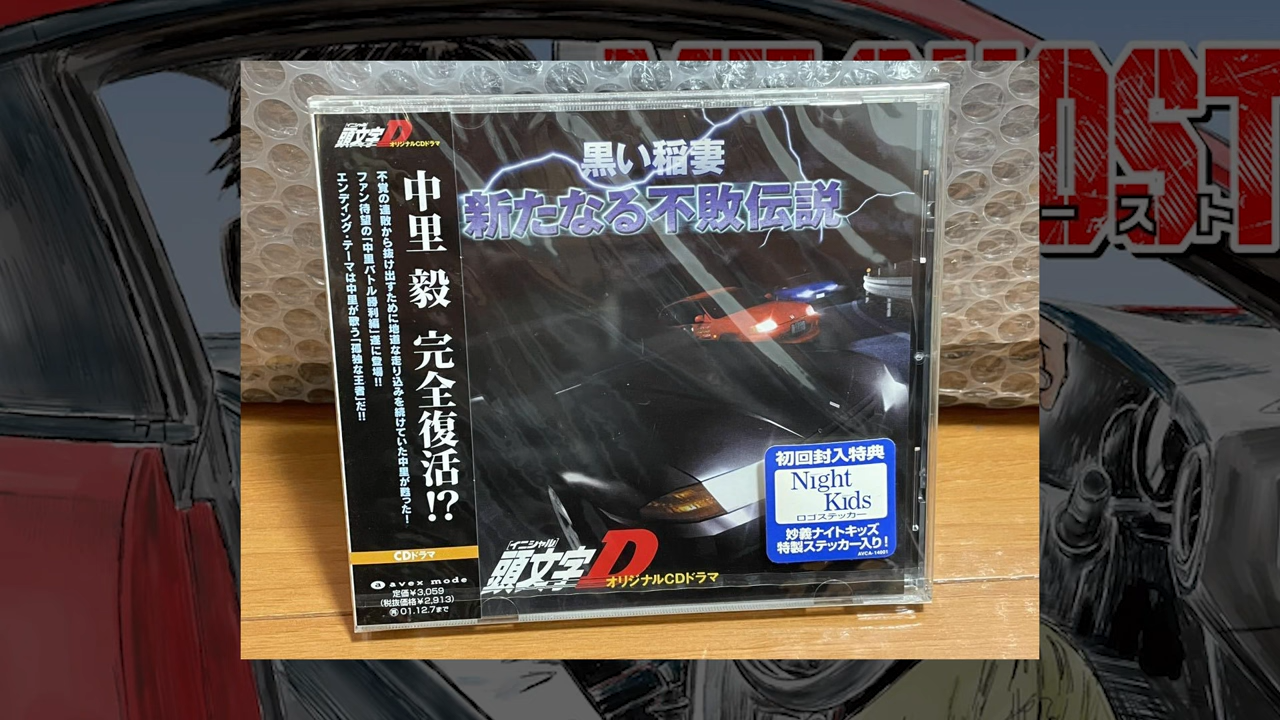 頭文字D
オリジナルCDドラマ
中里 毅 完全復活!?
不覚の連敗から抜け出すために地道な走り込みを続けていた中里が甦った!
ファン待望の「中里バトル勝利編」遂に登場!!
エンディング・テーマは中里が歌う「孤独な王者」だ!!
CDドラマ
avex mode
定価¥3,059
(税抜価格¥2,913)
01.12.7まで
黒い稲妻
新たなる不敗伝説
初回封入特典
Night
Kids
ロゴステッカー
妙義ナイトキッズ
特製ステッカー入り!
AVCA-14001
[イニシャル]
頭文字D
オリジナルCDドラマ
OST
ースト